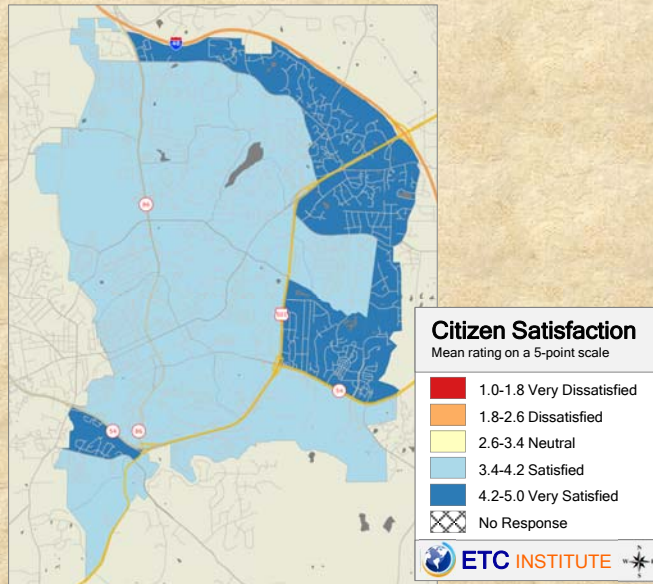 40
86
501
54
54
86
Citizen Satisfaction
Mean rating on a 5-point scale
1.0-1.8 Very Dissatisfied
1.8-2.6 Dissatisfied
2.6-3.4 Neutral
3.4-4.2 Satisfied
4.2-5.0 Very Satisfied
No Response
ETC INSTITUTE
N
W E
S